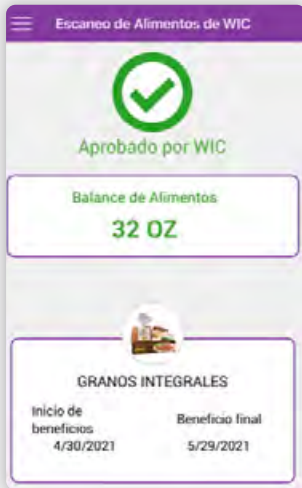 Escaneo de Alimentos de WIC
Aprobado por WIC
Balance de Alimentos
32 OZ
GRANOS INTEGRALES
Inicio de
beneficios
Beneficio final
4/30/2021
5/29/2021